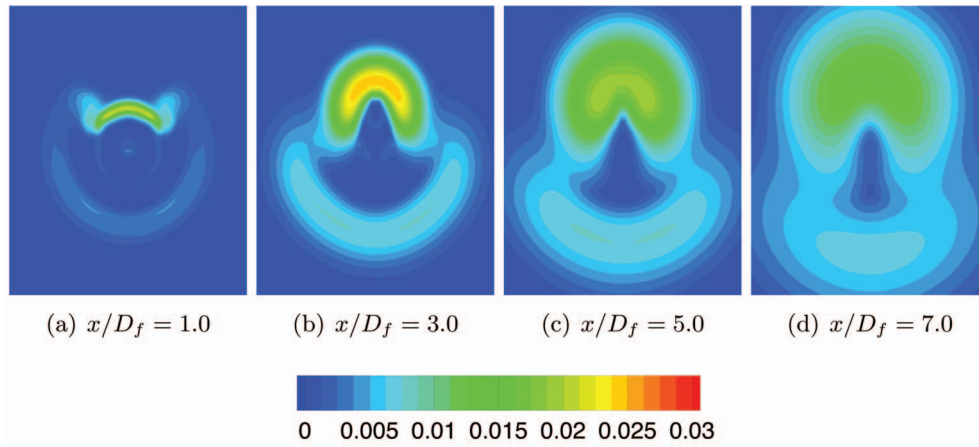 (a) x/D_f = 1.0 (b) x/D_f = 3.0 (c) x/D_f = 5.0 (d) x/D_f = 7.0
0 0.005 0.01 0.015 0.02 0.025 0.03